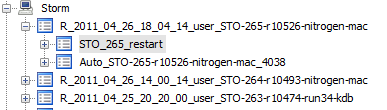 Storm
R_2011_04_26_18_04_14_user_STO-265-r10526-nitrogen-mac
STO_265_restart
Auto_STO-265-r10526-nitrogen-mac_4038
R_2011_04_26_14_00_14_user_STO-264-r10493-nitrogen-mac
R_2011_04_25_20_20_00_user_STO-263-r10474-run34-kdb